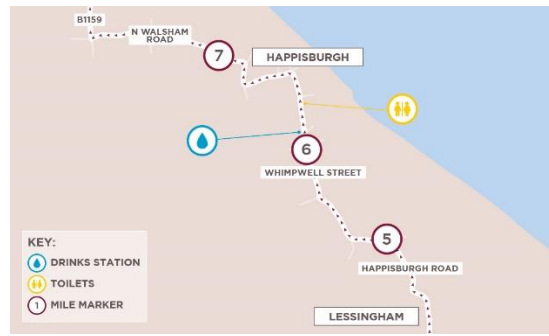 B1159
N WALSHAM
ROAD
7
HAPPISBURGH
6
WHIMPWELL STREET
5
HAPPISBURGH ROAD
LESSINGHAM
KEY:
DRINKS STATION
TOILETS
1 MILE MARKER